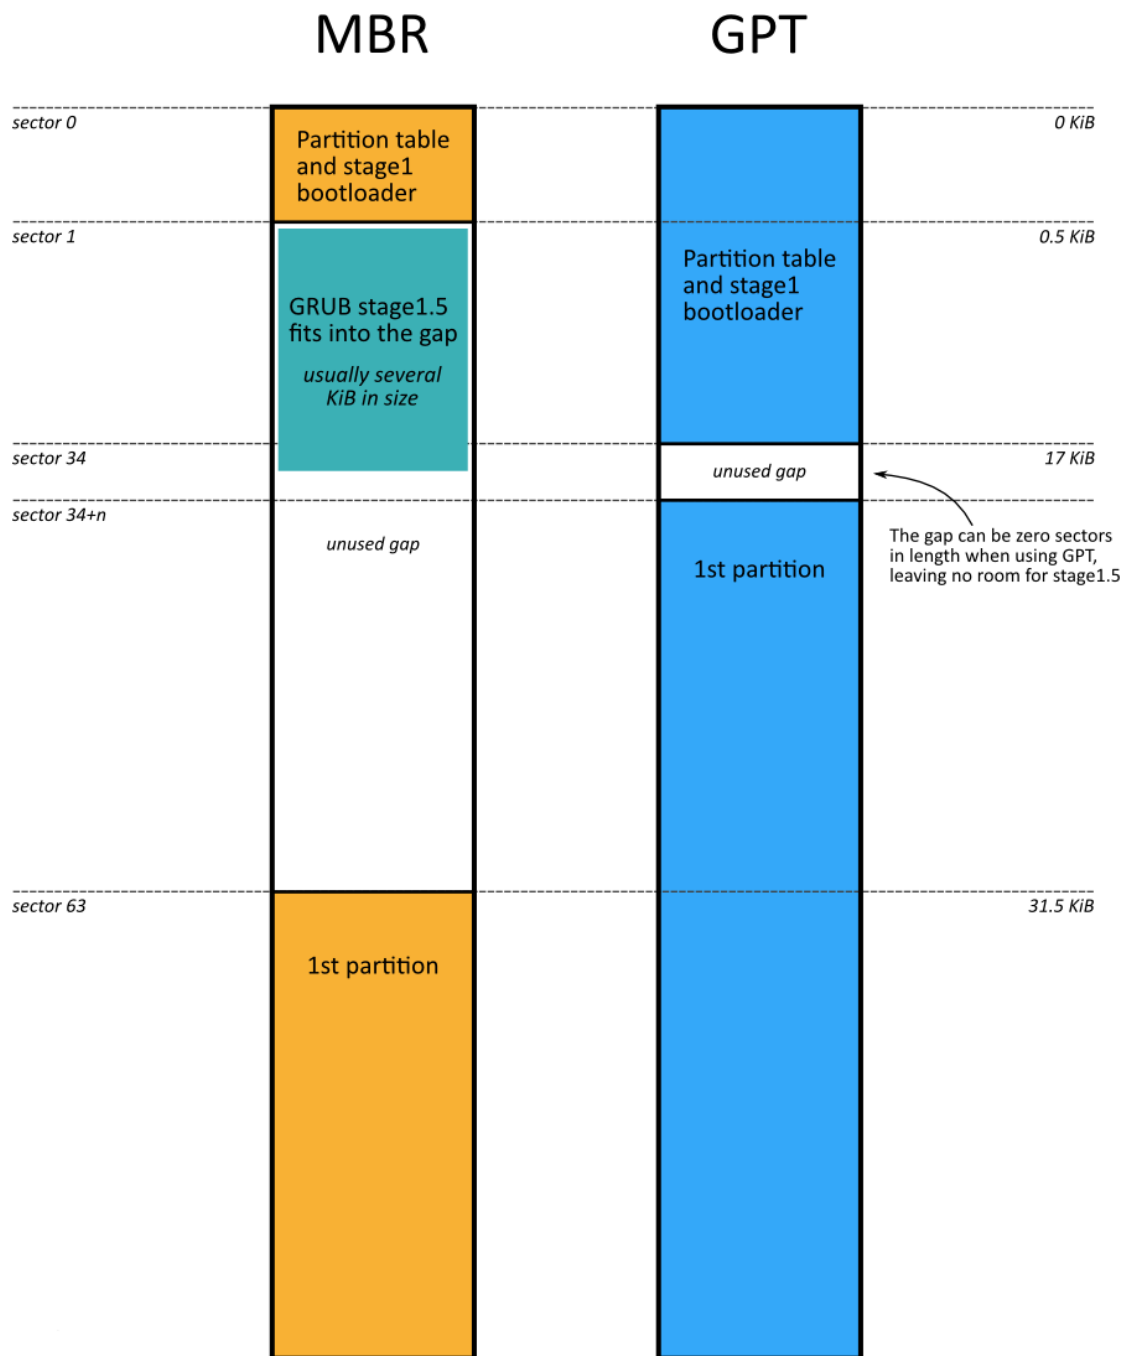 MBR
GPT
sector 0
0 KiB
Partition table
and stage1
bootloader
sector 1
0.5 KiB
Partition table
and stage1
bootloader
GRUB stage1.5
fits into the gap
usually several
KiB in size
sector 34
17 KiB
unused gap
sector 34+n
unused gap
The gap can be zero sectors
in length when using GPT,
leaving no room for stage1.5
1st partition
sector 63
31.5 KiB
1st partition